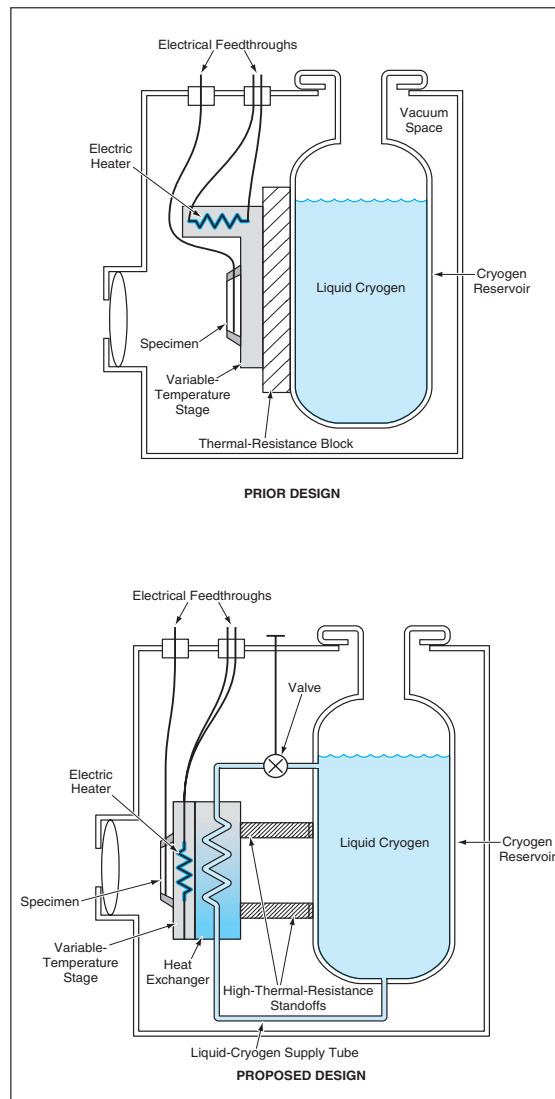 Electrical Feedthroughs
Vacuum
Space
Electric
Heater
Liquid Cryogen
Cryogen
Reservoir
Specimen
Variable-
Temperature
Stage
Thermal-Resistance Block
PRIOR DESIGN
Electrical Feedthroughs
Valve
Electric
Heater
Liquid Cryogen
Cryogen
Reservoir
Specimen
Variable-
Temperature
Stage
Heat
Exchanger
High-Thermal-Resistance
Standoffs
Liquid-Cryogen Supply Tube
PROPOSED DESIGN